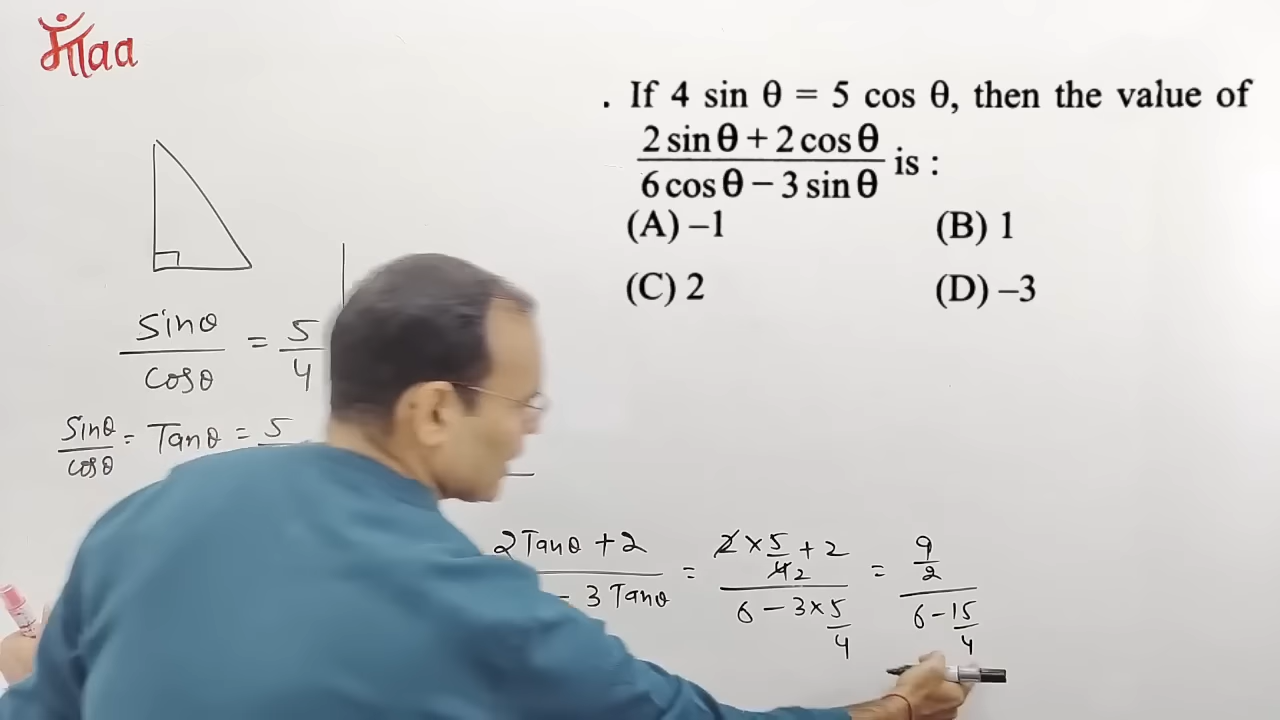 माँaa
. If 4 sin θ = 5 cos θ, then the value of
2 sin θ + 2 cos θ
6 cos θ − 3 sin θ
is :
(A) –1 (B) 1
(C) 2 (D) –3
Sinθ
cosθ
= 5
4
Sinθ
cosθ
= Tanθ = 5
2Tanθ + 2
− 3 Tanθ
= 2 × 5/4 2 + 2
6 − 3 × 5/4
= 9/2
6 − 15/4